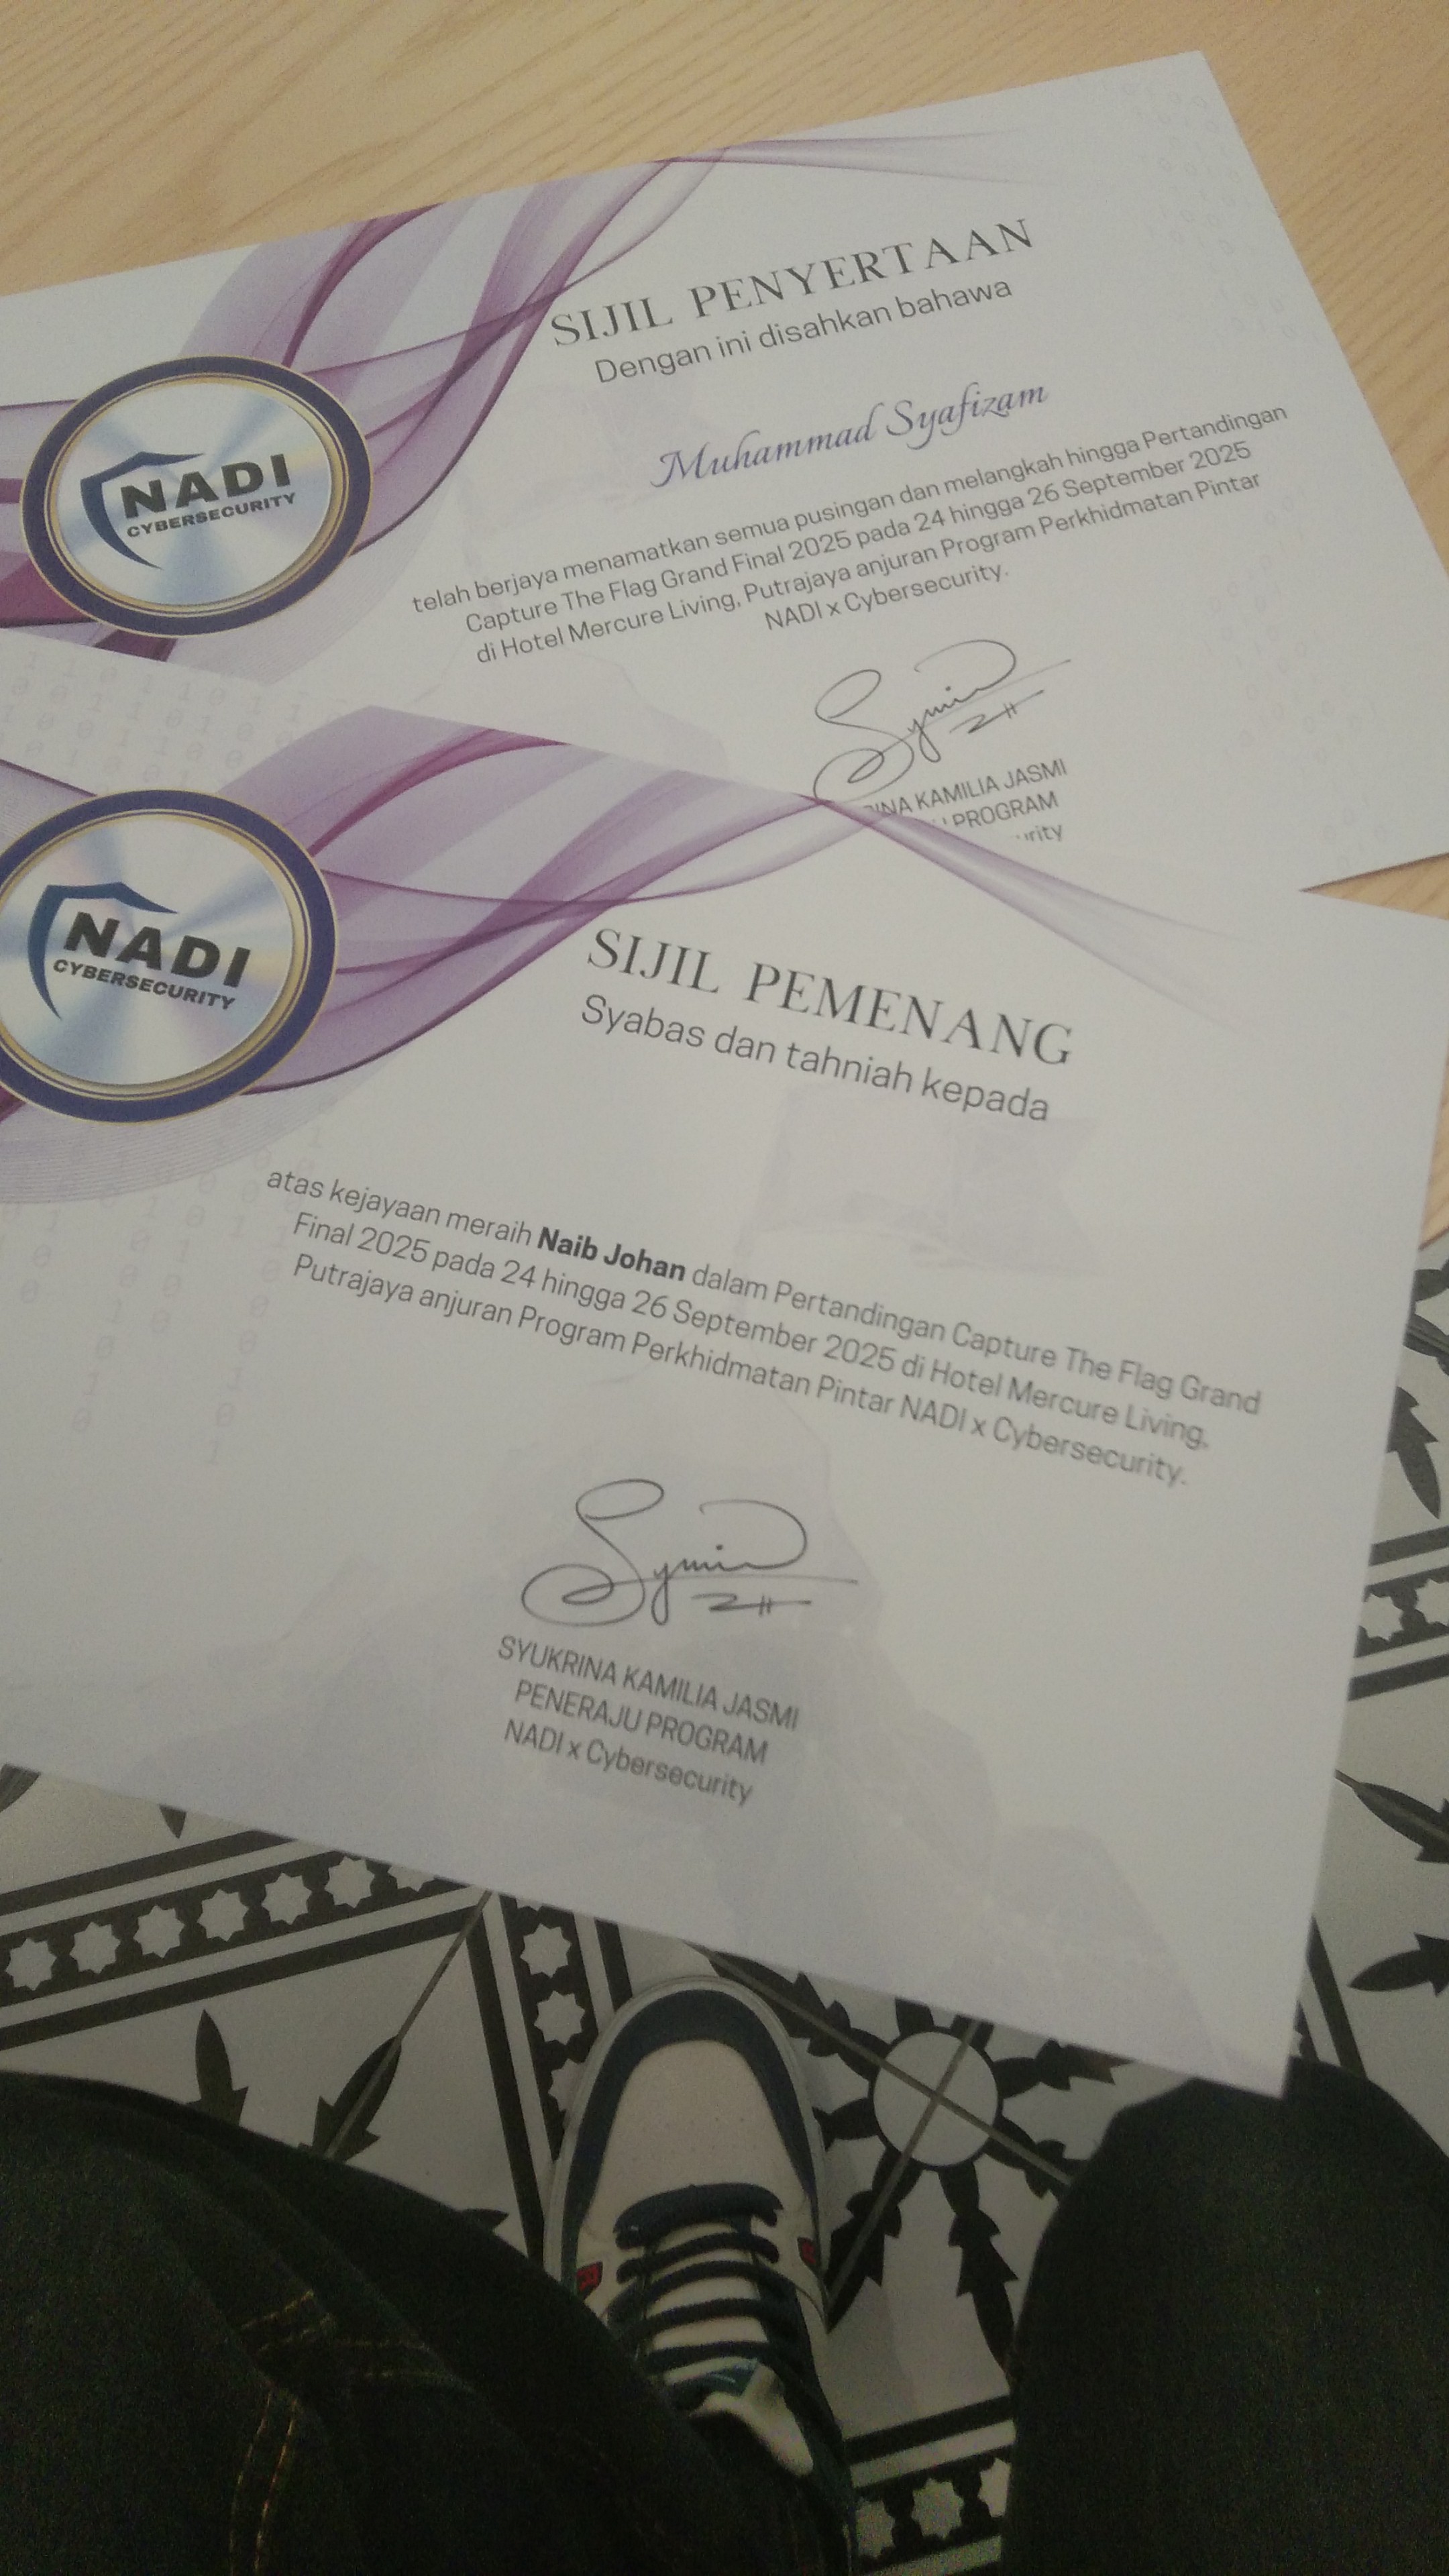 SIJIL PENYERTAAN
Dengan ini disahkan bahawa
Muhammad Syafizam
telah berjaya menamatkan semua pusingan dan melangkah hingga Pertandingan
Capture The Flag Grand Final 2025 pada 24 hingga 26 September 2025
di Hotel Mercure Living, Putrajaya anjuran Program Perkhidmatan Pintar
NADI x Cybersecurity.
NADI
CYBERSECURITY
INA KAMILIA JASMI
PROGRAM
urity
NADI
CYBERSECURITY
SIJIL PEMENANG
Syabas dan tahniah kepada
atas kejayaan meraih Naib Johan dalam Pertandingan Capture The Flag Grand
Final 2025 pada 24 hingga 26 September 2025 di Hotel Mercure Living,
Putrajaya anjuran Program Perkhidmatan Pintar NADI x Cybersecurity.
SYUKRINA KAMILIA JASMI
PENERAJU PROGRAM
NADI x Cybersecurity